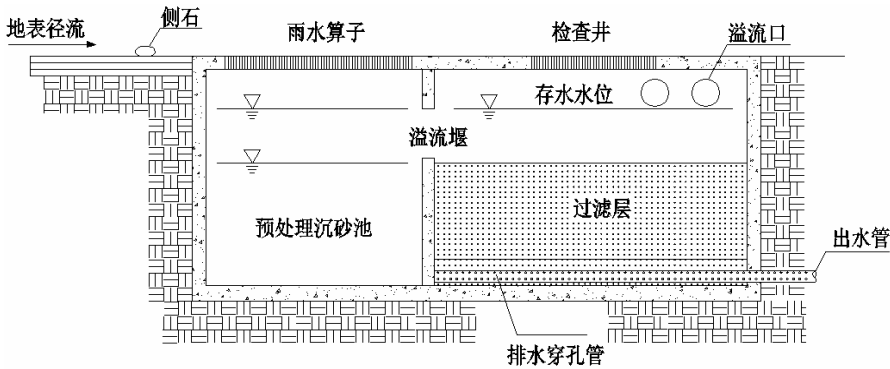 侧石
地表径流
雨水算子
检查井
溢流口
存水水位
溢流堰
过滤层
预处理沉砂池
出水管
排水穿孔管